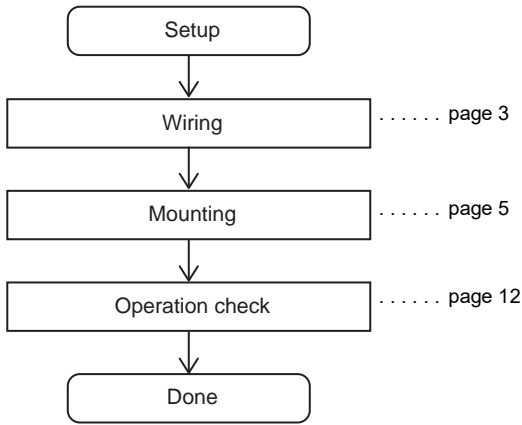 Setup
Wiring . . . . . . page 3
Mounting . . . . . . page 5
Operation check . . . . . . page 12
Done